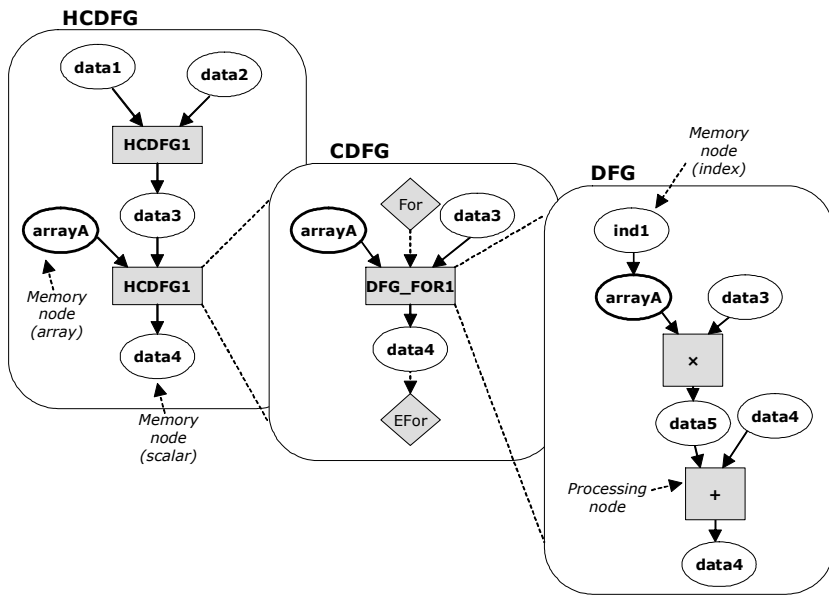 HCDFG
data1
data2
HCDFG1
data3
arrayA
HCDFG1
Memory
node
(array)
data4
Memory
node
(scalar)
CDFG
For
arrayA
data3
DFG_FOR1
data4
EFor
Memory
node
(index)
DFG
ind1
arrayA
data3
×
data5
data4
Processing
node
+
data4